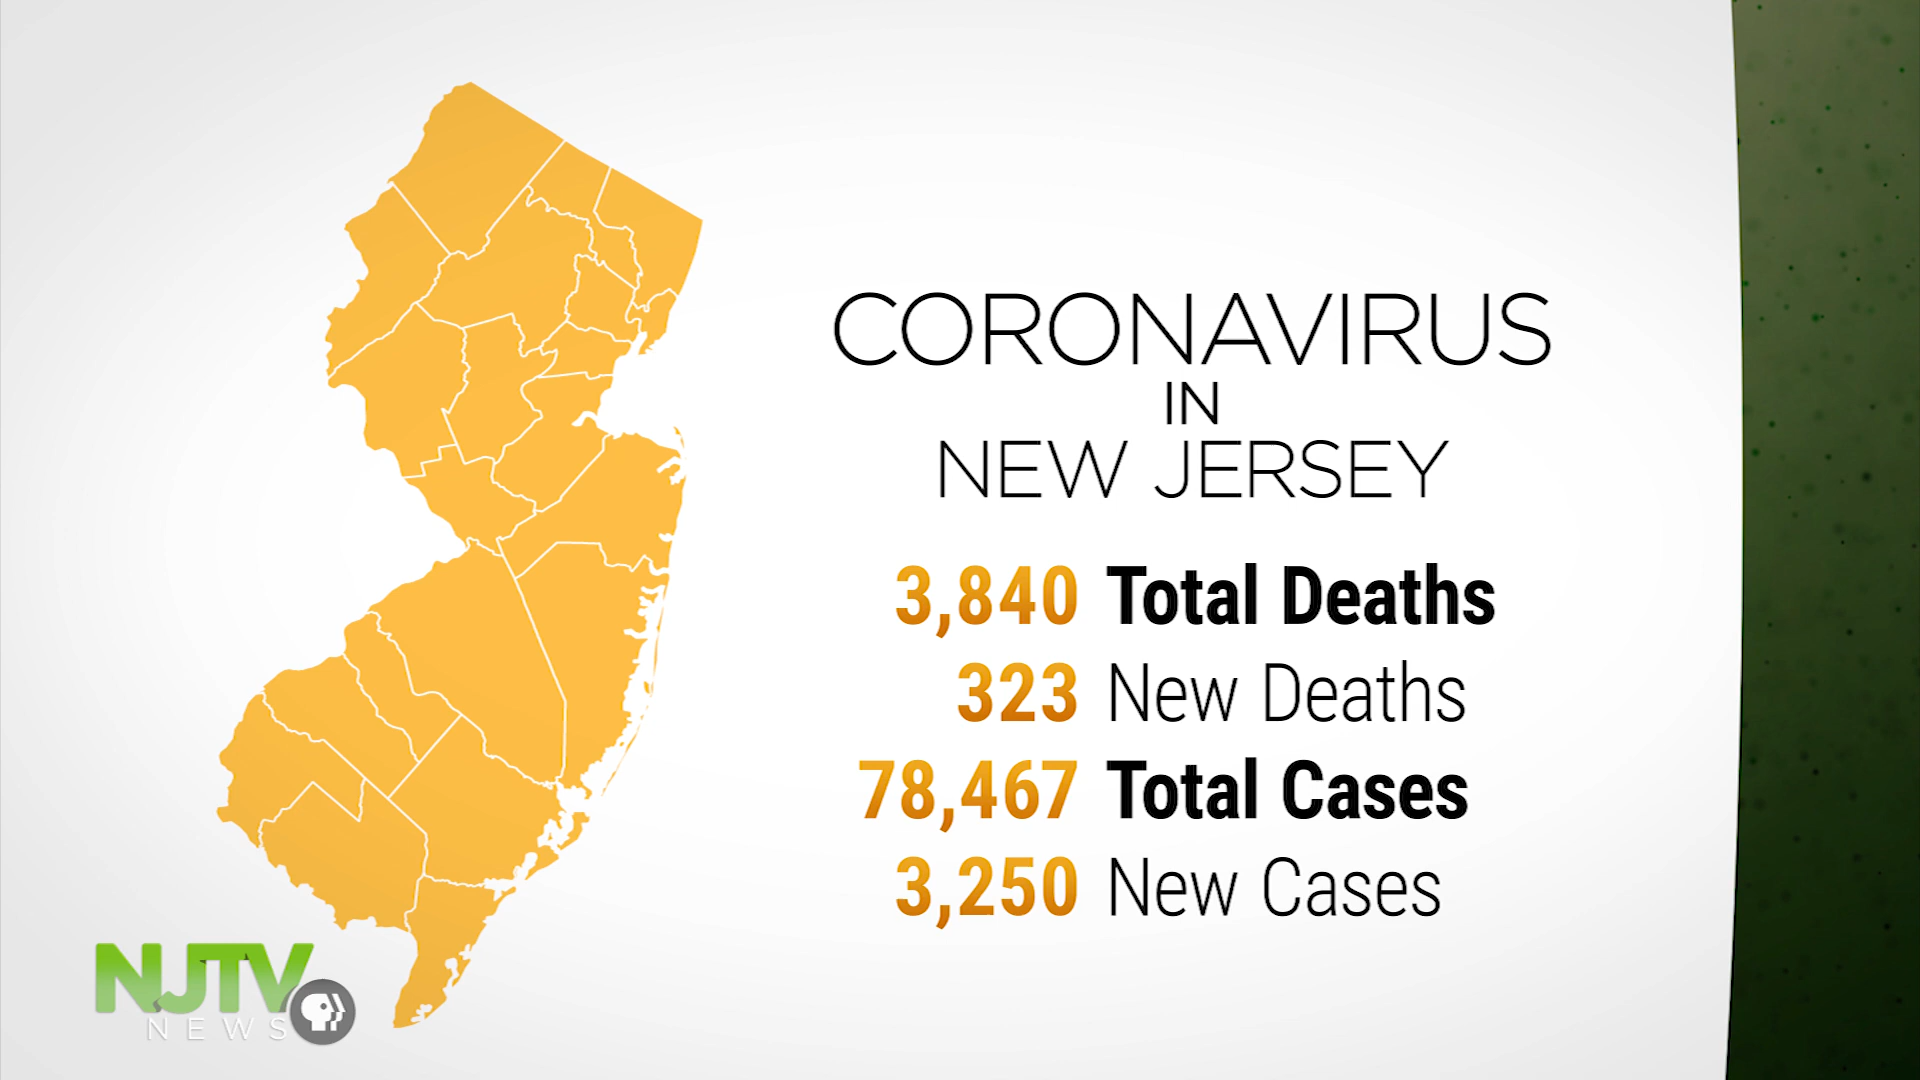 CORONAVIRUS
IN
NEW JERSEY
3,840 Total Deaths
323 New Deaths
78,467 Total Cases
3,250 New Cases
NJTV
NEWS